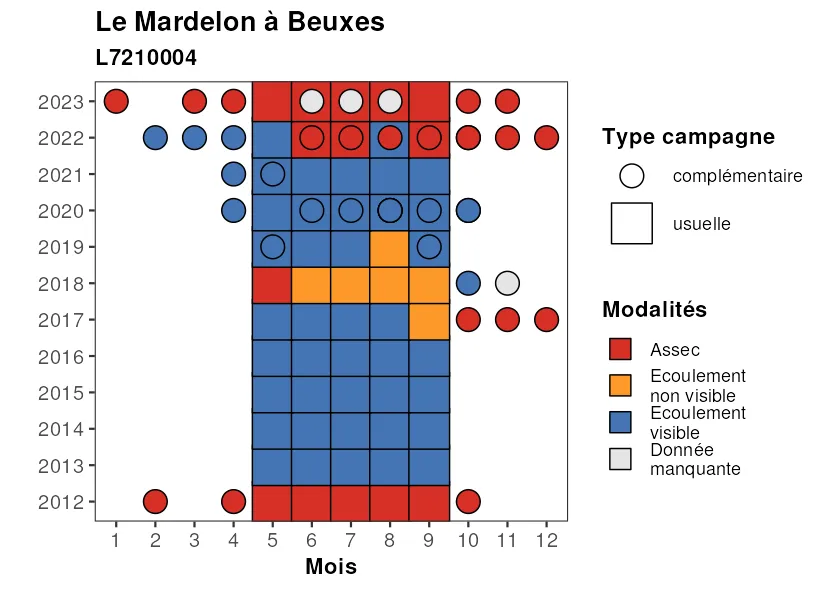 Le Mardelon à Beuxes
L7210004
2023
2022
2021
2020
2019
2018
2017
2016
2015
2014
2013
2012
1 2 3 4 5 6 7 8 9 10 11 12
Mois
Type campagne
complémentaire
usuelle
Modalités
Assec
Ecoulement
non visible
Ecoulement
visible
Donnée
manquante